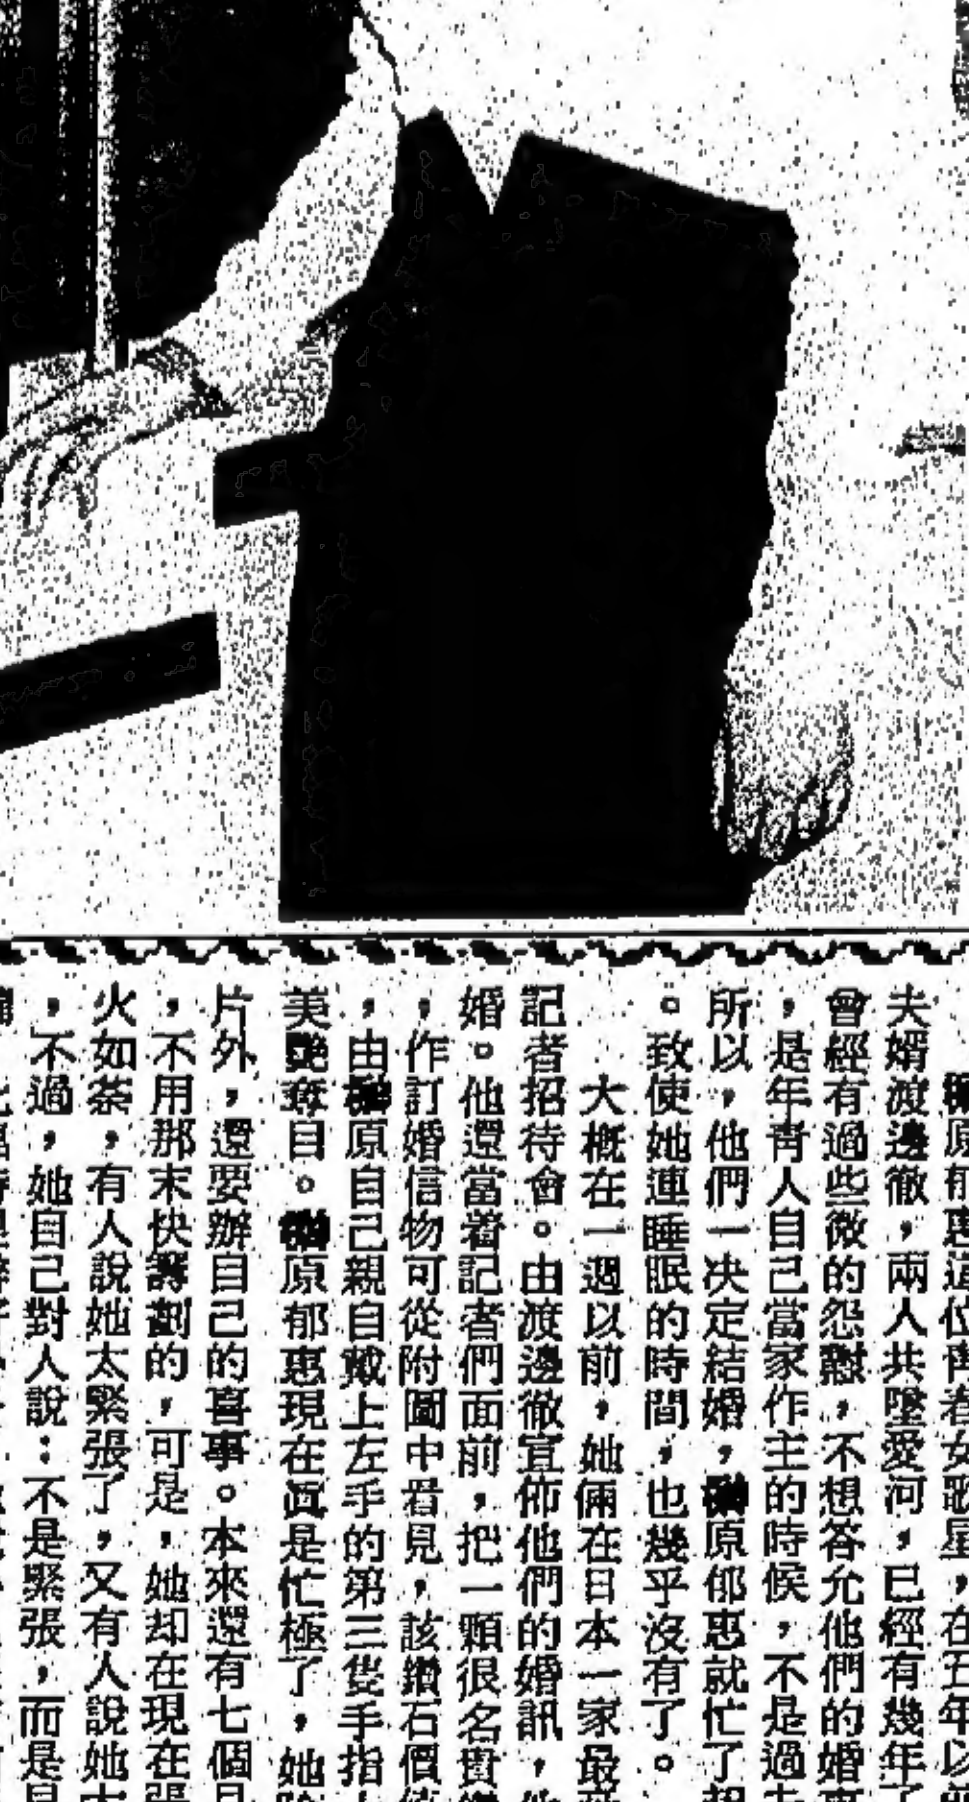 原郁惠這位青春女歌星，在五年以前
夫婿渡邊徹，兩人共墜愛河，已經有幾年了
曾經有過些微的怨懟，不想答允他們的婚事
，是年青人自己當家作主的時候，不是過去
所以，他們一決定結婚，原郁惠就忙了起
。致使她連睡眠的時間，也幾乎沒有了。
大概在一週以前，她倆在日本一家最
記者招待會。由渡邊徹宣佈他們的婚訊，他
婚。他還當着記者們面前，把一顆很名貴鑽
，作訂婚信物可從附圖中看見，該鑽石價值
，由原自己親自戴上左手的第三隻手指上
美艷奪目。原郁惠現在真是忙極了，她除
片外，還要辦自己的喜事。本來還有七個月
，不用那末快籌劃的，可是，她却在現在張
火如荼，有人說她太緊張了，又有人說她太
，不過，她自己對人說：不是緊張，而是